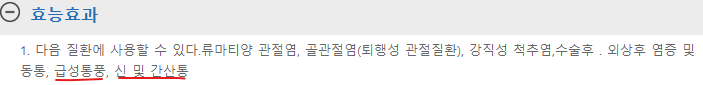 효능효과
1. 다음 질환에 사용할 수 있다.류마티양 관절염, 골관절염(퇴행성 관절질환), 강직성 척추염,수술후 . 외상후 염증 및
동통, 급성통풍, 신 및 간산통